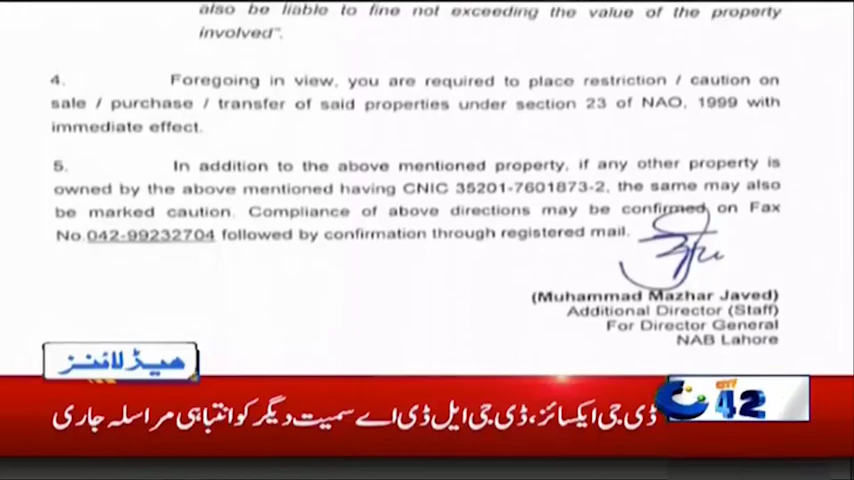 also be liable to fine not exceeding the value of the property
involved".
4. Foregoing in view, you are required to place restriction / caution on
sale / purchase / transfer of said properties under section 23 of NAO, 1999 with
immediate effect.
5. In addition to the above mentioned property, if any other property is
owned by the above mentioned having CNIC 35201-7601873-2, the same may also
be marked caution. Compliance of above directions may be confirmed on Fax
No.042-99232704 followed by confirmation through registered mail.
(Muhammad Mazhar Javed)
Additional Director (Staff)
For Director General
NAB Lahore
ہیڈلائنز
ڈی جی ایکسائز، ڈی جی ایل ڈی اے سمیت دیگر کو انتباہی مراسلہ جاری
CITY
42